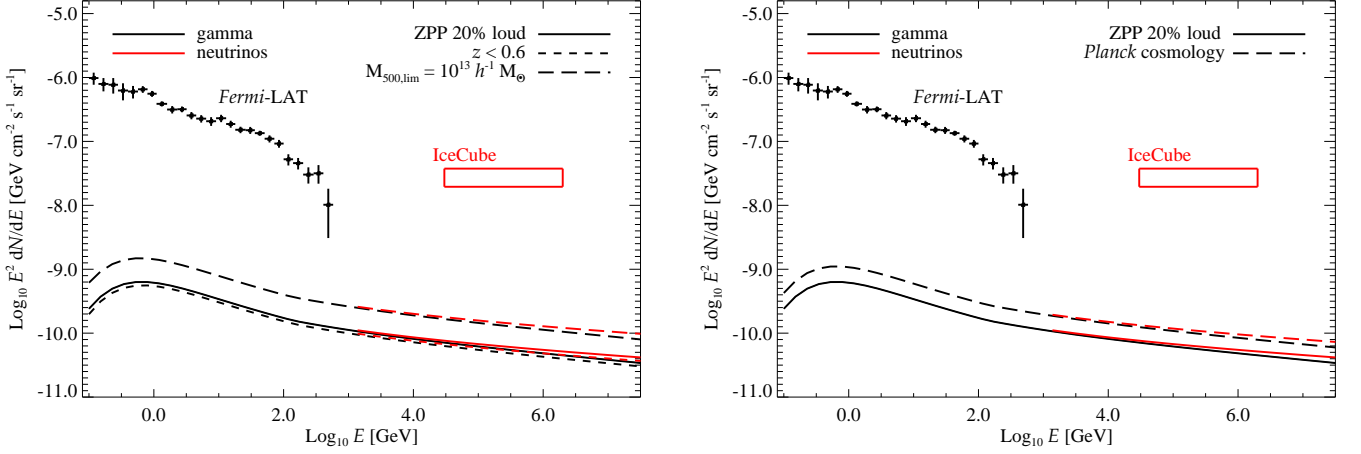 -5.0
-6.0
-7.0
-8.0
-9.0
-10.0
-11.0
Log₁₀ E² dN/dE [GeV cm⁻² s⁻¹ sr⁻¹]
gamma
neutrinos
ZPP 20% loud
z < 0.6
M₅₀₀,lim = 10¹³ h⁻¹ M☉
Fermi-LAT
IceCube
0.0 2.0 4.0 6.0
Log₁₀ E [GeV]
-5.0
-6.0
-7.0
-8.0
-9.0
-10.0
-11.0
Log₁₀ E² dN/dE [GeV cm⁻² s⁻¹ sr⁻¹]
gamma
neutrinos
ZPP 20% loud
Planck cosmology
Fermi-LAT
IceCube
0.0 2.0 4.0 6.0
Log₁₀ E [GeV]